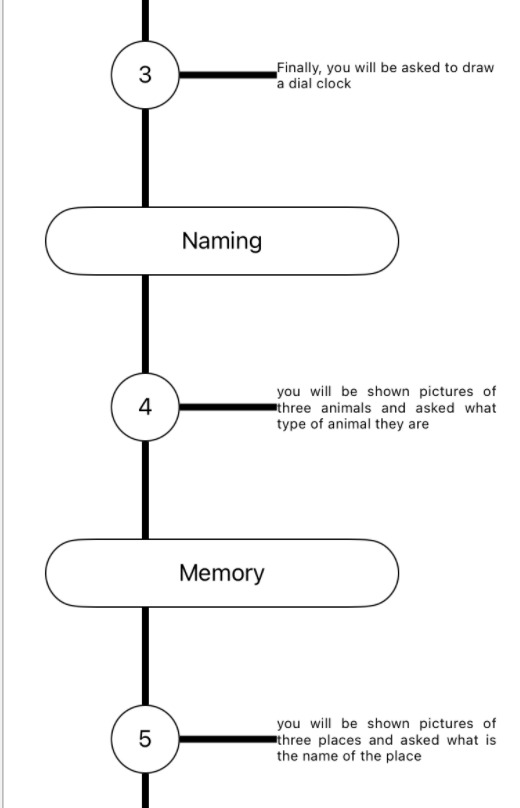 3
Finally, you will be asked to draw
a dial clock
Naming
4
you will be shown pictures of
three animals and asked what
type of animal they are
Memory
5
you will be shown pictures of
three places and asked what is
the name of the place